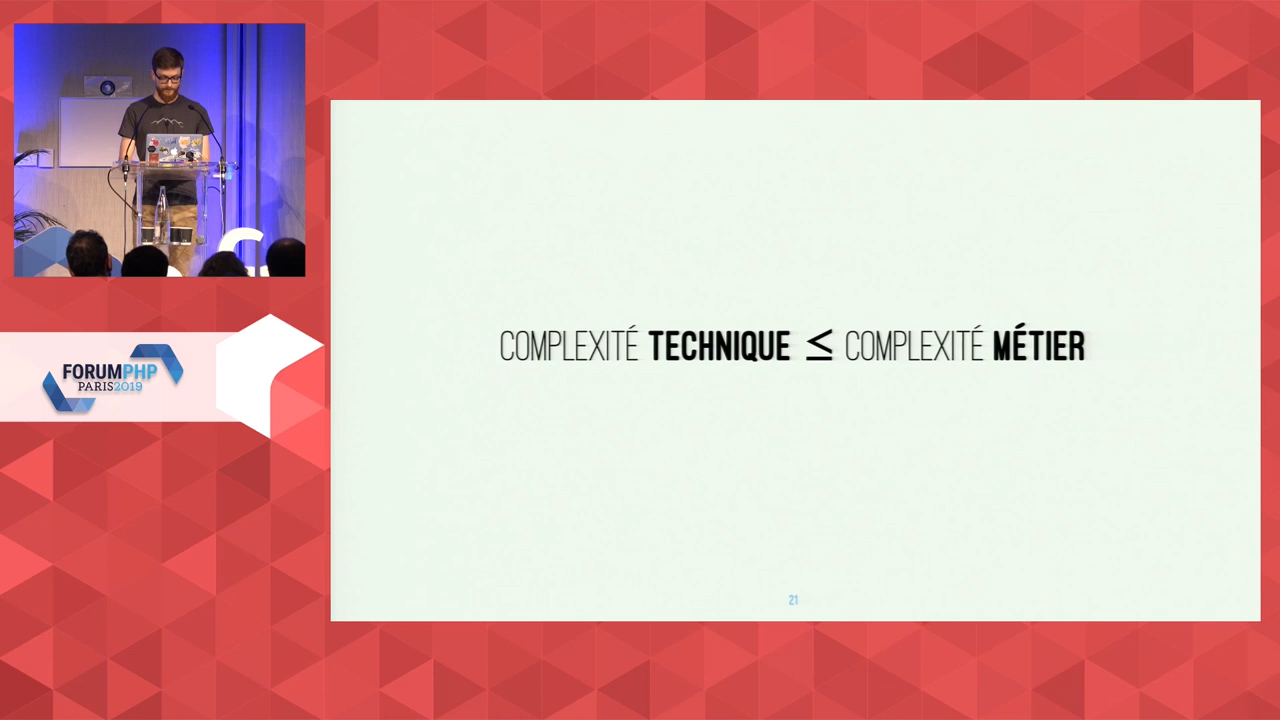 FORUMPHP
PARIS2019
COMPLEXITÉ TECHNIQUE ≤ COMPLEXITÉ MÉTIER
21